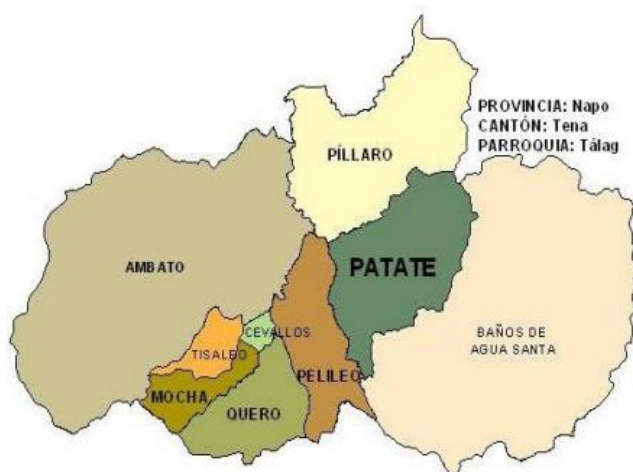 PROVINCIA: Napo
CANTÓN: Tena
PARROQUIA: Tálag
PÍLLARO
PATATE
AMBATO
BAÑOS DE
AGUA SANTA
CEVALLOS
TISALEO
PELILEO
MOCHA
QUERO